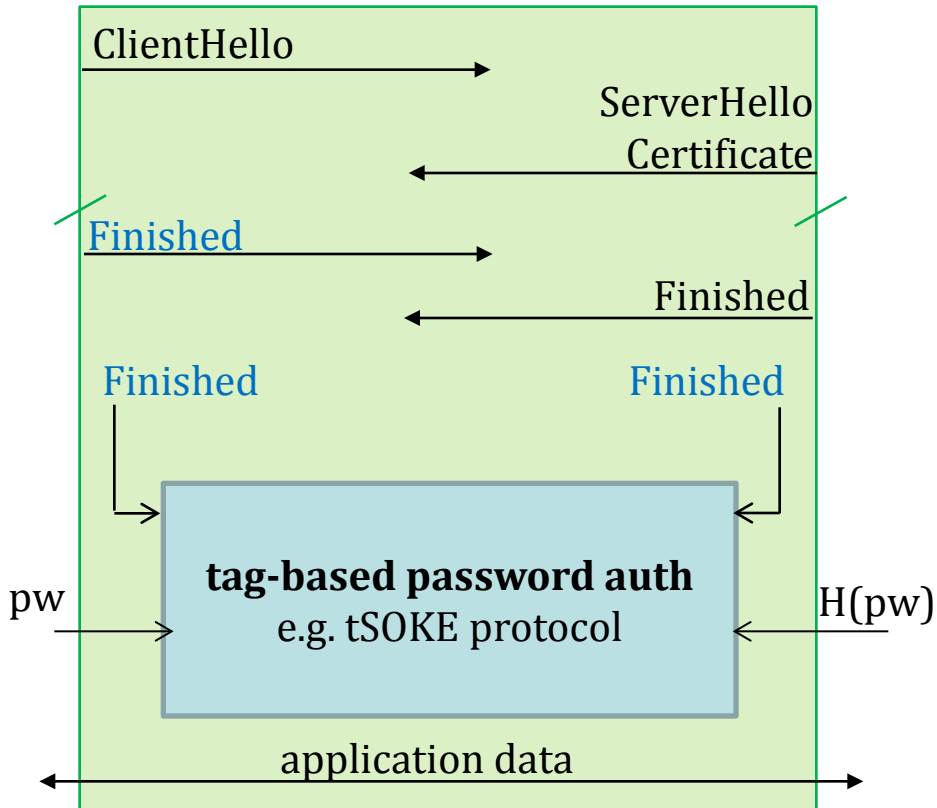 ClientHello
ServerHello
Certificate
Finished
Finished
Finished
Finished
tag-based password auth
e.g. tSOKE protocol
pw
H(pw)
application data